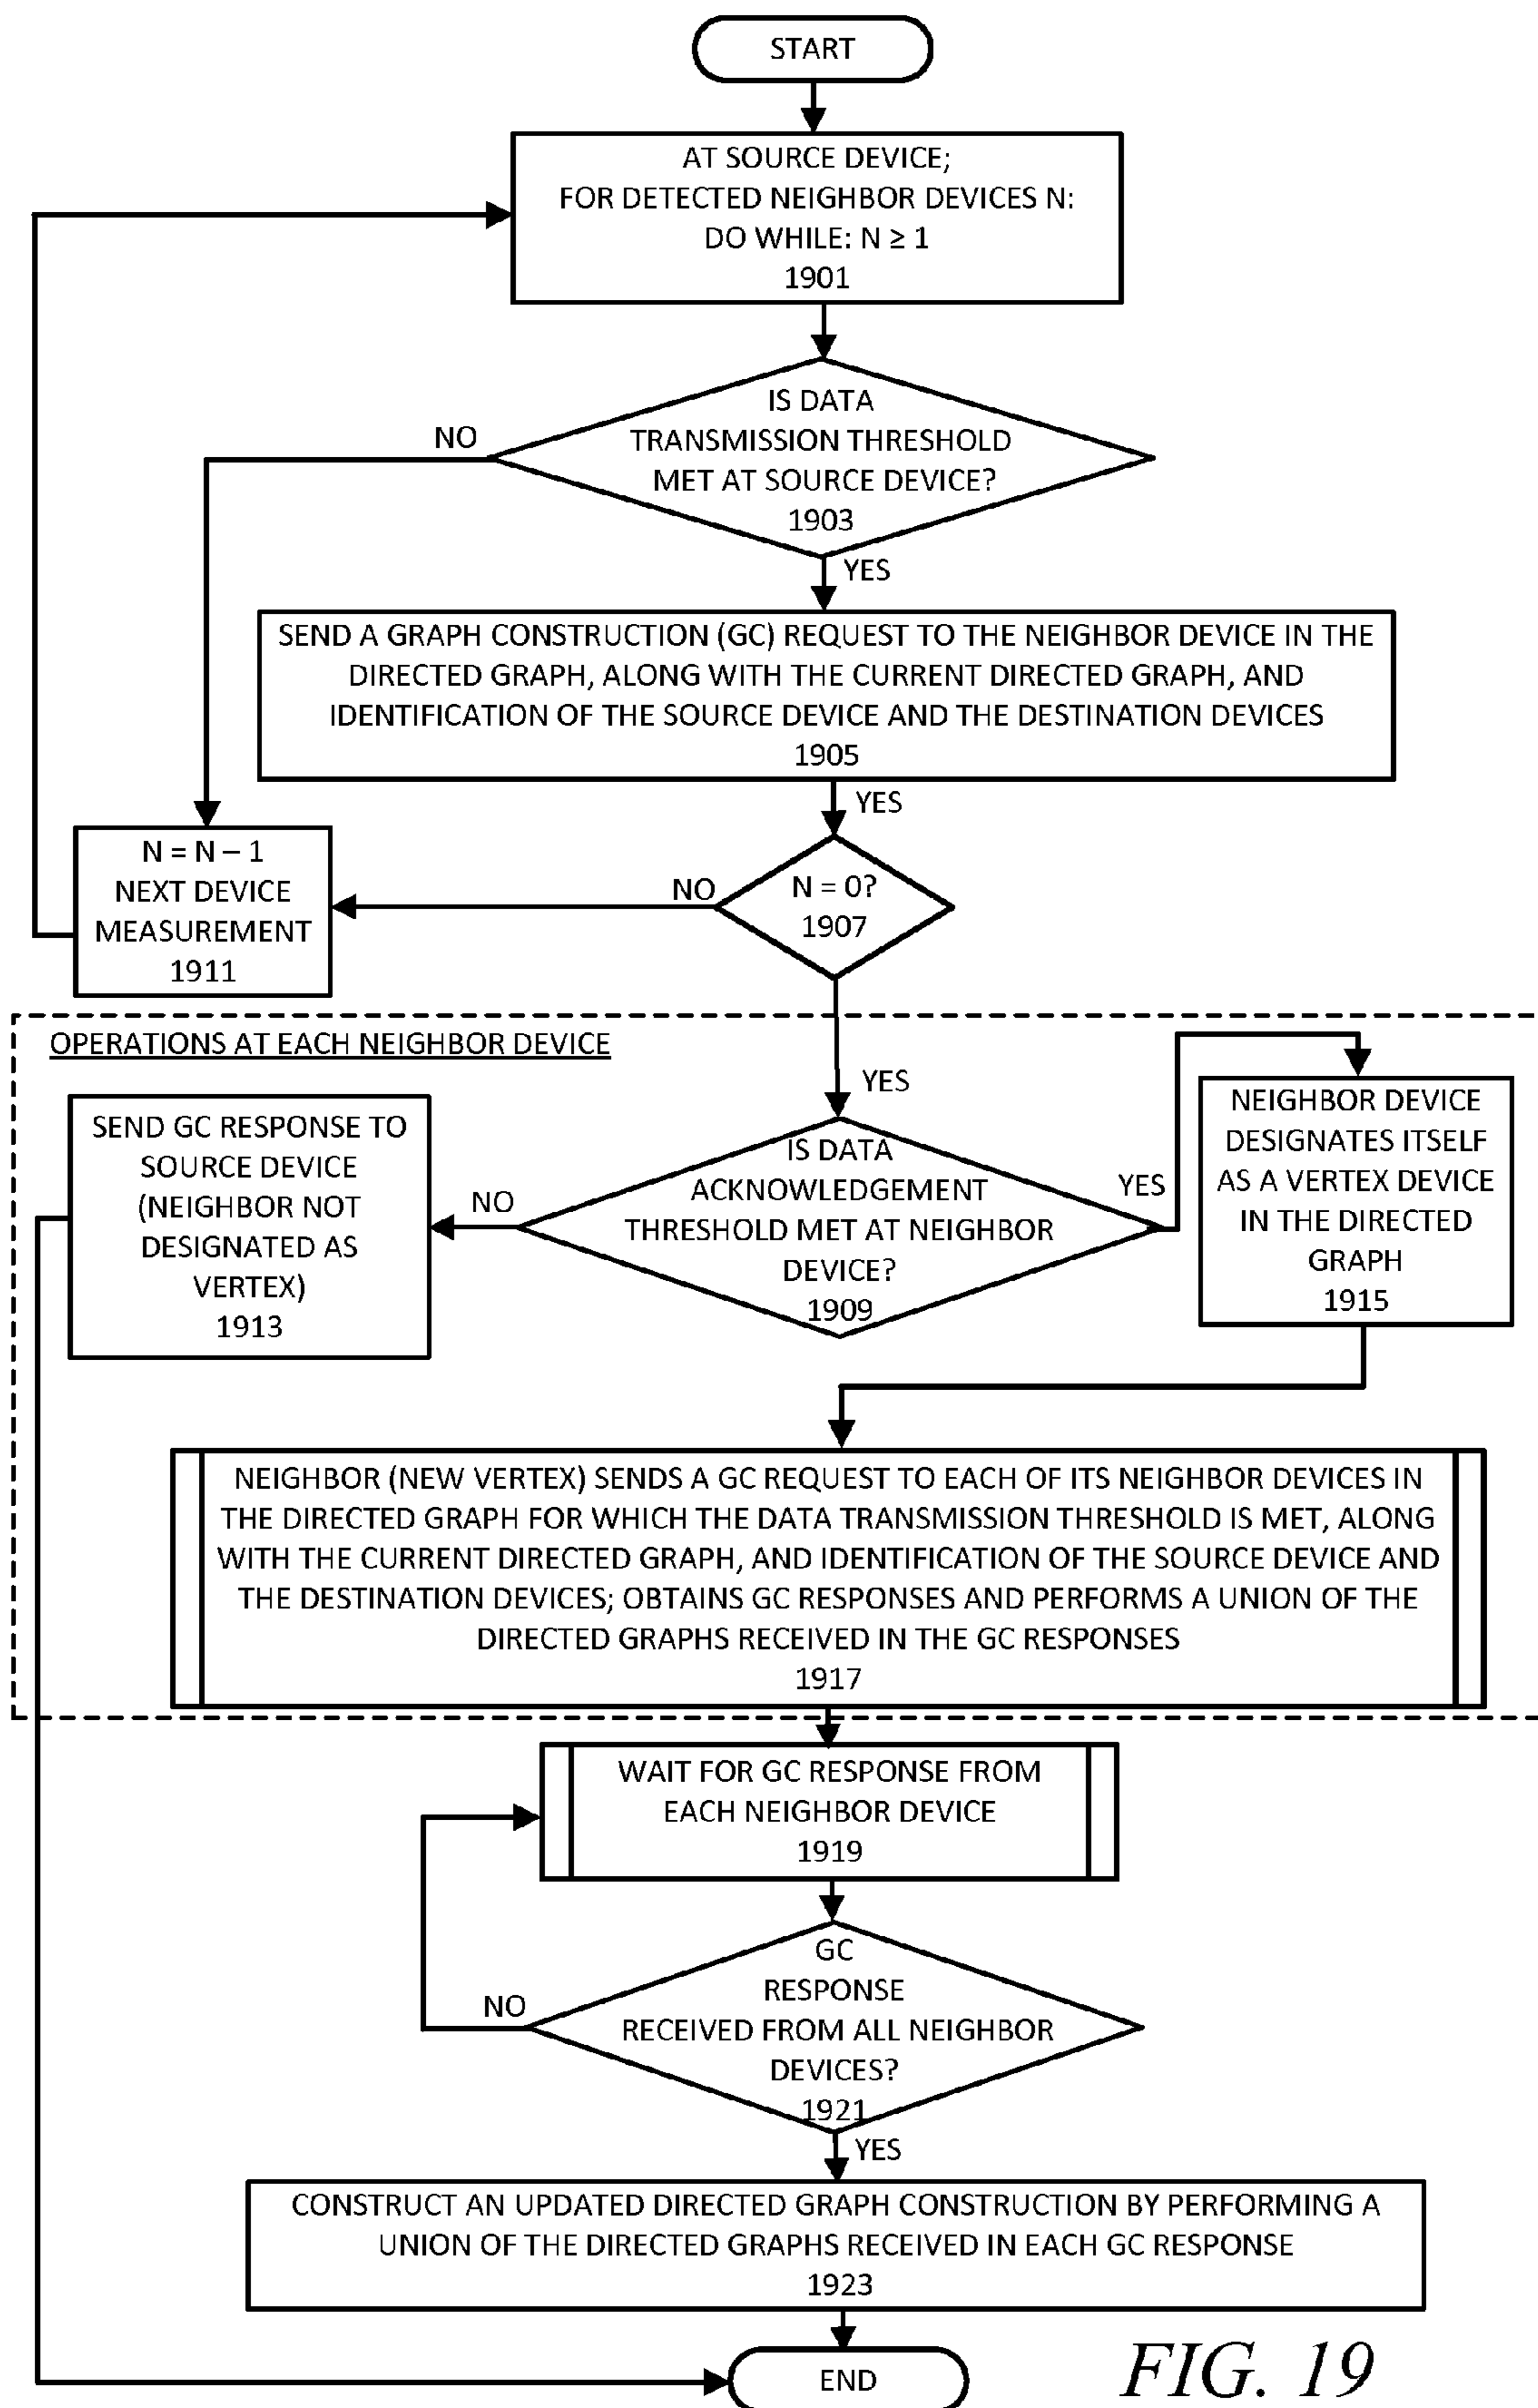 START
AT SOURCE DEVICE;
FOR DETECTED NEIGHBOR DEVICES N:
DO WHILE: N ≥ 1
1901
IS DATA
TRANSMISSION THRESHOLD
MET AT SOURCE DEVICE?
1903
NO
YES
SEND A GRAPH CONSTRUCTION (GC) REQUEST TO THE NEIGHBOR DEVICE IN THE
DIRECTED GRAPH, ALONG WITH THE CURRENT DIRECTED GRAPH, AND
IDENTIFICATION OF THE SOURCE DEVICE AND THE DESTINATION DEVICES
1905
YES
N = 0?
1907
NO
N = N – 1
NEXT DEVICE
MEASUREMENT
1911
OPERATIONS AT EACH NEIGHBOR DEVICE
YES
IS DATA
ACKNOWLEDGEMENT
THRESHOLD MET AT NEIGHBOR
DEVICE?
1909
NO
YES
SEND GC RESPONSE TO
SOURCE DEVICE
(NEIGHBOR NOT
DESIGNATED AS
VERTEX)
1913
NEIGHBOR DEVICE
DESIGNATES ITSELF
AS A VERTEX DEVICE
IN THE DIRECTED
GRAPH
1915
NEIGHBOR (NEW VERTEX) SENDS A GC REQUEST TO EACH OF ITS NEIGHBOR DEVICES IN
THE DIRECTED GRAPH FOR WHICH THE DATA TRANSMISSION THRESHOLD IS MET, ALONG
WITH THE CURRENT DIRECTED GRAPH, AND IDENTIFICATION OF THE SOURCE DEVICE AND
THE DESTINATION DEVICES; OBTAINS GC RESPONSES AND PERFORMS A UNION OF THE
DIRECTED GRAPHS RECEIVED IN THE GC RESPONSES
1917
WAIT FOR GC RESPONSE FROM
EACH NEIGHBOR DEVICE
1919
GC
RESPONSE
RECEIVED FROM ALL NEIGHBOR
DEVICES?
1921
NO
YES
CONSTRUCT AN UPDATED DIRECTED GRAPH CONSTRUCTION BY PERFORMING A
UNION OF THE DIRECTED GRAPHS RECEIVED IN EACH GC RESPONSE
1923
END
FIG. 19